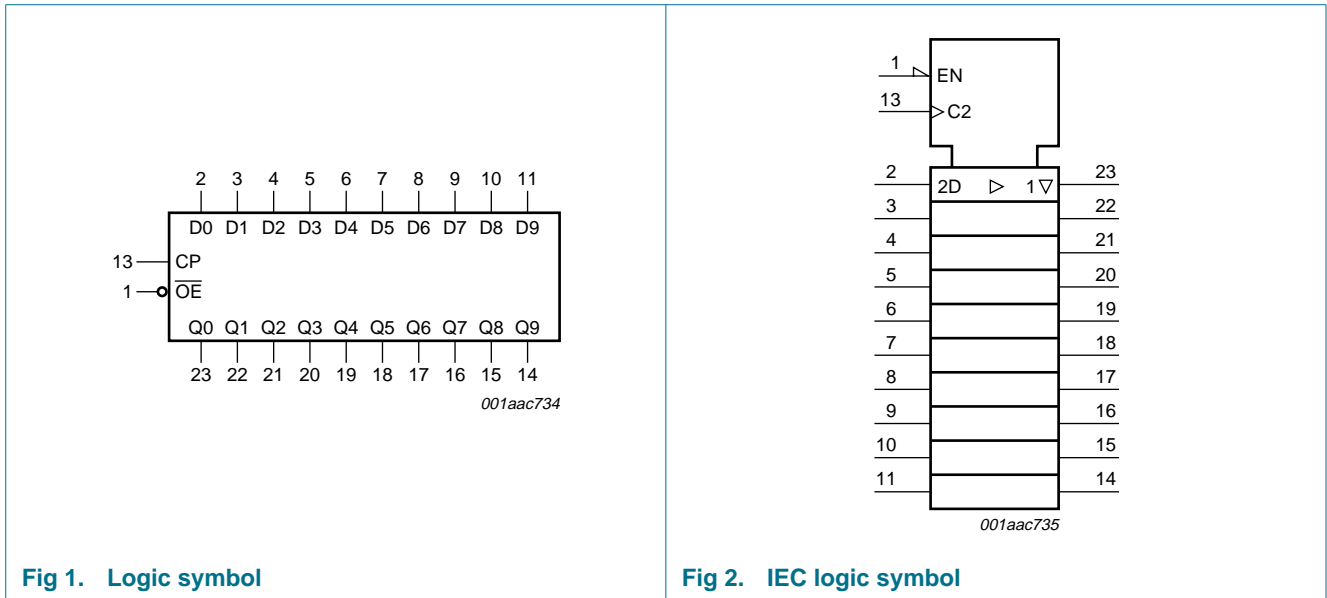 2 3 4 5 6 7 8 9 10 11
D0 D1 D2 D3 D4 D5 D6 D7 D8 D9
13 CP
1 OE
Q0 Q1 Q2 Q3 Q4 Q5 Q6 Q7 Q8 Q9
23 22 21 20 19 18 17 16 15 14
001aac734
Fig 1. Logic symbol
1 EN
13 C2
2 2D 1 23
3 22
4 21
5 20
6 19
7 18
8 17
9 16
10 15
11 14
001aac735
Fig 2. IEC logic symbol